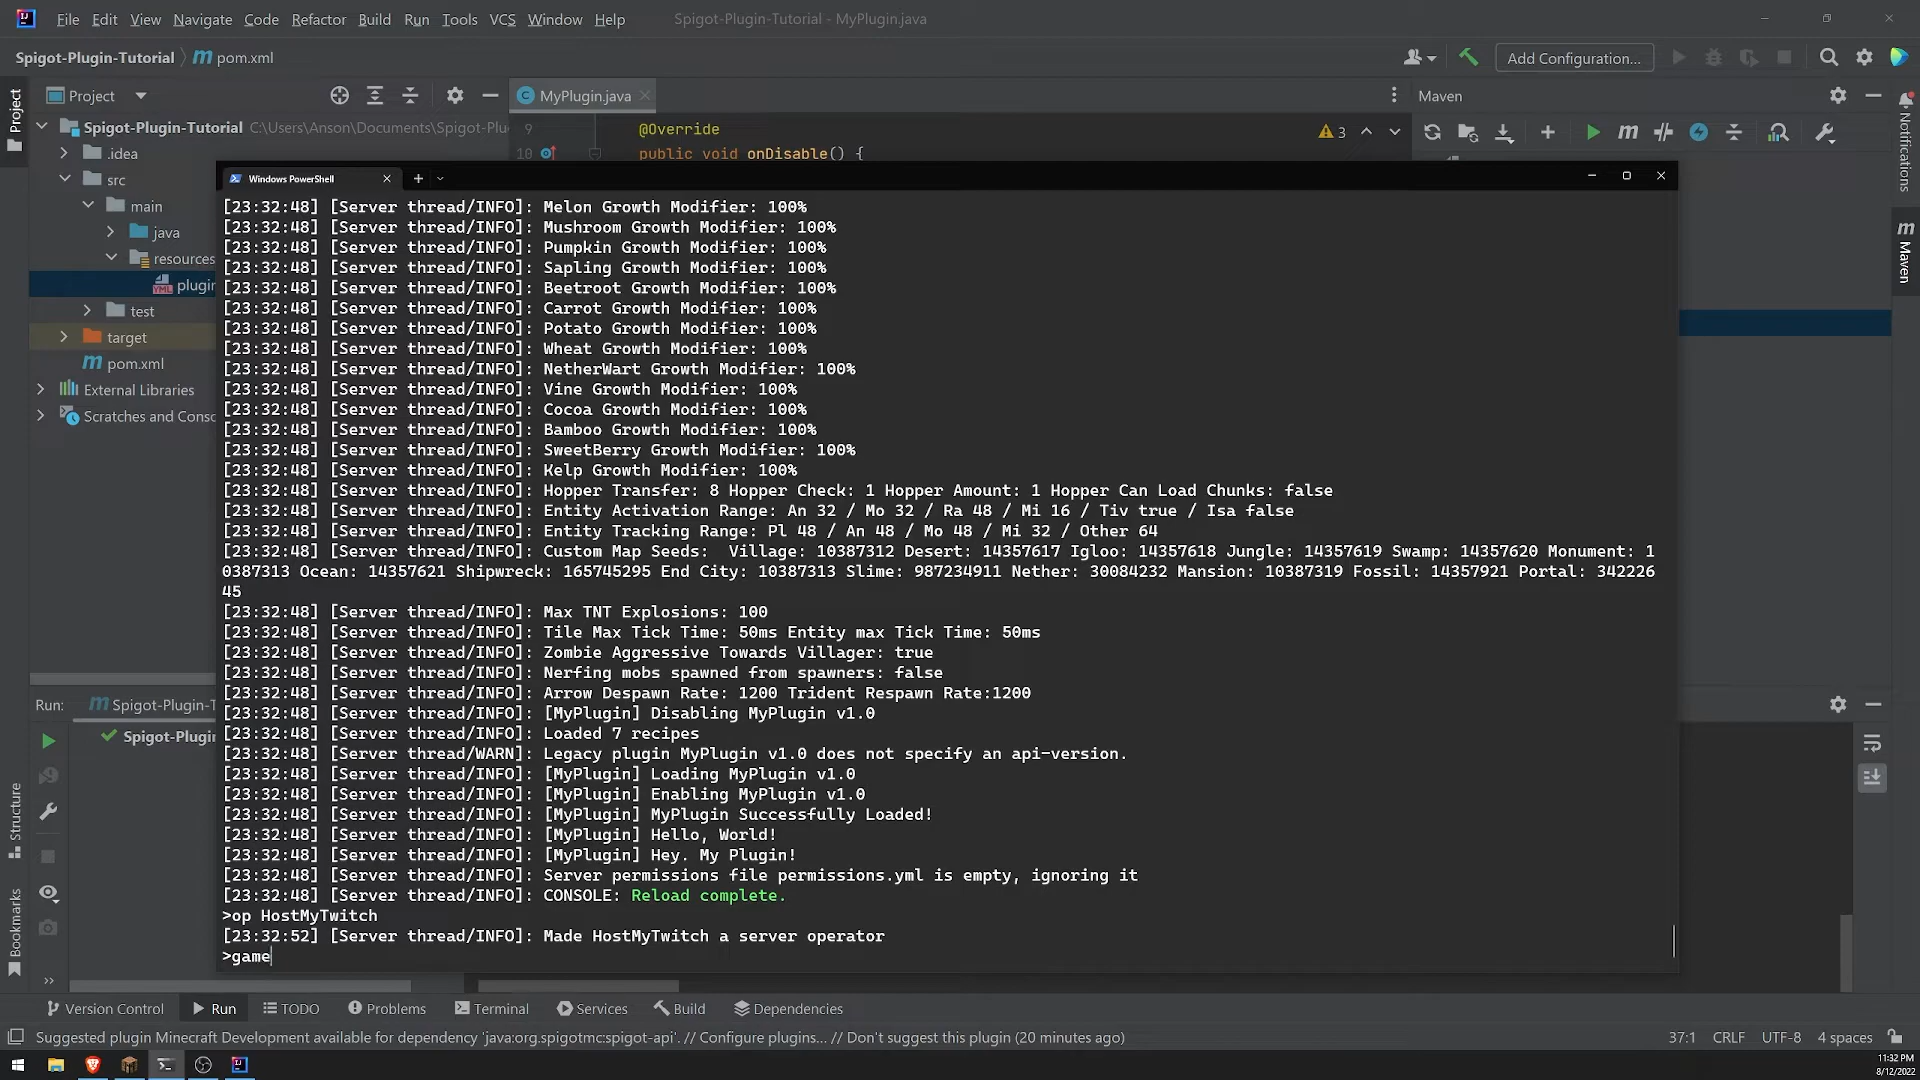 File Edit View Navigate Code Refactor Build Run Tools VCS Window Help Spigot-Plugin-Tutorial - MyPlugin.java
Spigot-Plugin-Tutorial m pom.xml Add Configuration...
Project MyPlugin.java Maven
Project
Notifications
m Maven
Structure
Bookmarks
Spigot-Plugin-Tutorial C:\Users\Anson\Documents\Spigot-Plu
.idea
src
main
java
resources
plugin
test
target
m pom.xml
External Libraries
Scratches and Consc
9 @Override
10 public void onDisable() {
3
Windows PowerShell
[23:32:48] [Server thread/INFO]: Melon Growth Modifier: 100%
[23:32:48] [Server thread/INFO]: Mushroom Growth Modifier: 100%
[23:32:48] [Server thread/INFO]: Pumpkin Growth Modifier: 100%
[23:32:48] [Server thread/INFO]: Sapling Growth Modifier: 100%
[23:32:48] [Server thread/INFO]: Beetroot Growth Modifier: 100%
[23:32:48] [Server thread/INFO]: Carrot Growth Modifier: 100%
[23:32:48] [Server thread/INFO]: Potato Growth Modifier: 100%
[23:32:48] [Server thread/INFO]: Wheat Growth Modifier: 100%
[23:32:48] [Server thread/INFO]: NetherWart Growth Modifier: 100%
[23:32:48] [Server thread/INFO]: Vine Growth Modifier: 100%
[23:32:48] [Server thread/INFO]: Cocoa Growth Modifier: 100%
[23:32:48] [Server thread/INFO]: Bamboo Growth Modifier: 100%
[23:32:48] [Server thread/INFO]: SweetBerry Growth Modifier: 100%
[23:32:48] [Server thread/INFO]: Kelp Growth Modifier: 100%
[23:32:48] [Server thread/INFO]: Hopper Transfer: 8 Hopper Check: 1 Hopper Amount: 1 Hopper Can Load Chunks: false
[23:32:48] [Server thread/INFO]: Entity Activation Range: An 32 / Mo 32 / Ra 48 / Mi 16 / Tiv true / Isa false
[23:32:48] [Server thread/INFO]: Entity Tracking Range: Pl 48 / An 48 / Mo 48 / Mi 32 / Other 64
[23:32:48] [Server thread/INFO]: Custom Map Seeds:  Village: 10387312 Desert: 14357617 Igloo: 14357618 Jungle: 14357619 Swamp: 14357620 Monument: 1
0387313 Ocean: 14357621 Shipwreck: 165745295 End City: 10387313 Slime: 987234911 Nether: 30084232 Mansion: 10387319 Fossil: 14357921 Portal: 342226
45
[23:32:48] [Server thread/INFO]: Max TNT Explosions: 100
[23:32:48] [Server thread/INFO]: Tile Max Tick Time: 50ms Entity max Tick Time: 50ms
[23:32:48] [Server thread/INFO]: Zombie Aggressive Towards Villager: true
[23:32:48] [Server thread/INFO]: Nerfing mobs spawned from spawners: false
[23:32:48] [Server thread/INFO]: Arrow Despawn Rate: 1200 Trident Respawn Rate:1200
[23:32:48] [Server thread/INFO]: [MyPlugin] Disabling MyPlugin v1.0
[23:32:48] [Server thread/INFO]: Loaded 7 recipes
[23:32:48] [Server thread/WARN]: Legacy plugin MyPlugin v1.0 does not specify an api-version.
[23:32:48] [Server thread/INFO]: [MyPlugin] Loading MyPlugin v1.0
[23:32:48] [Server thread/INFO]: [MyPlugin] Enabling MyPlugin v1.0
[23:32:48] [Server thread/INFO]: [MyPlugin] MyPlugin Successfully Loaded!
[23:32:48] [Server thread/INFO]: [MyPlugin] Hello, World!
[23:32:48] [Server thread/INFO]: [MyPlugin] Hey. My Plugin!
[23:32:48] [Server thread/INFO]: Server permissions file permissions.yml is empty, ignoring it
[23:32:48] [Server thread/INFO]: CONSOLE: Reload complete.
>op HostMyTwitch
[23:32:52] [Server thread/INFO]: Made HostMyTwitch a server operator
>game
Run: m Spigot-Plugin-T
Spigot-Plugin
Version Control Run TODO Problems Terminal Services Build Dependencies
Suggested plugin Minecraft Development available for dependency 'java:org.spigotmc:spigot-api'. // Configure plugins... // Don't suggest this plugin (20 minutes ago) 37:1 CRLF UTF-8 4 spaces
11:32 PM
8/12/2022